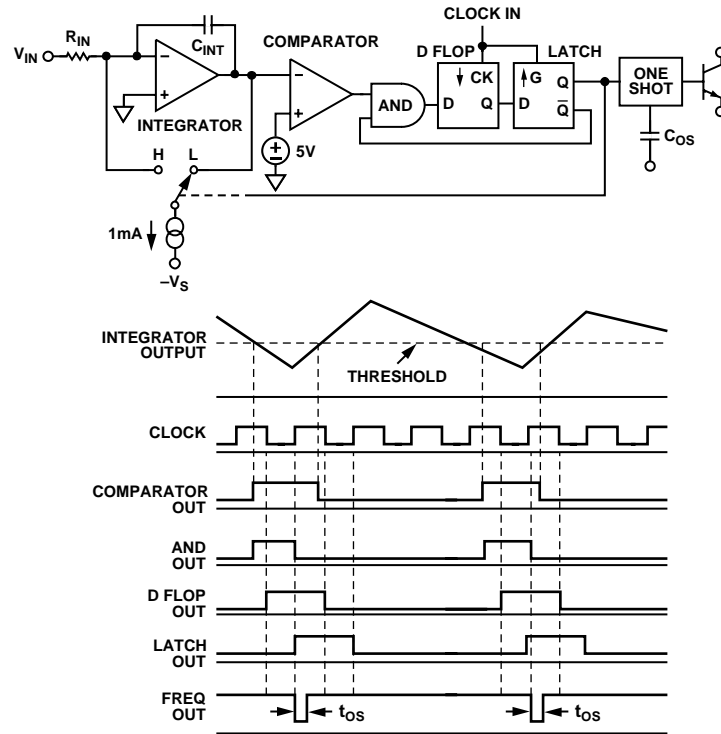 CLOCK IN
V_IN
R_IN
C_INT
COMPARATOR
D FLOP
LATCH
−
+
INTEGRATOR
−
+
AND
CK
D
Q
G
D
Q
Q̅
ONE
SHOT
C_OS
5V
H
L
1mA
−V_S
INTEGRATOR
OUTPUT
THRESHOLD
CLOCK
COMPARATOR
OUT
AND
OUT
D FLOP
OUT
LATCH
OUT
FREQ
OUT
t_OS
t_OS